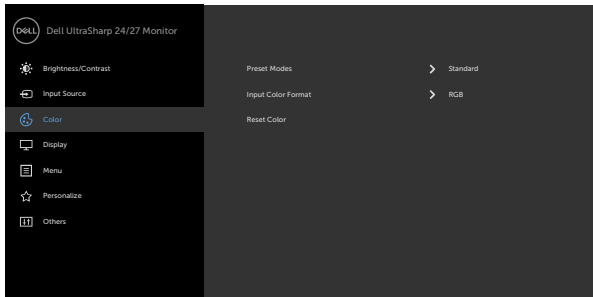 DELL Dell UltraSharp 24/27 Monitor
Brightness/Contrast Preset Modes Standard
Input Source Input Color Format RGB
Color Reset Color
Display
Menu
Personalize
Others